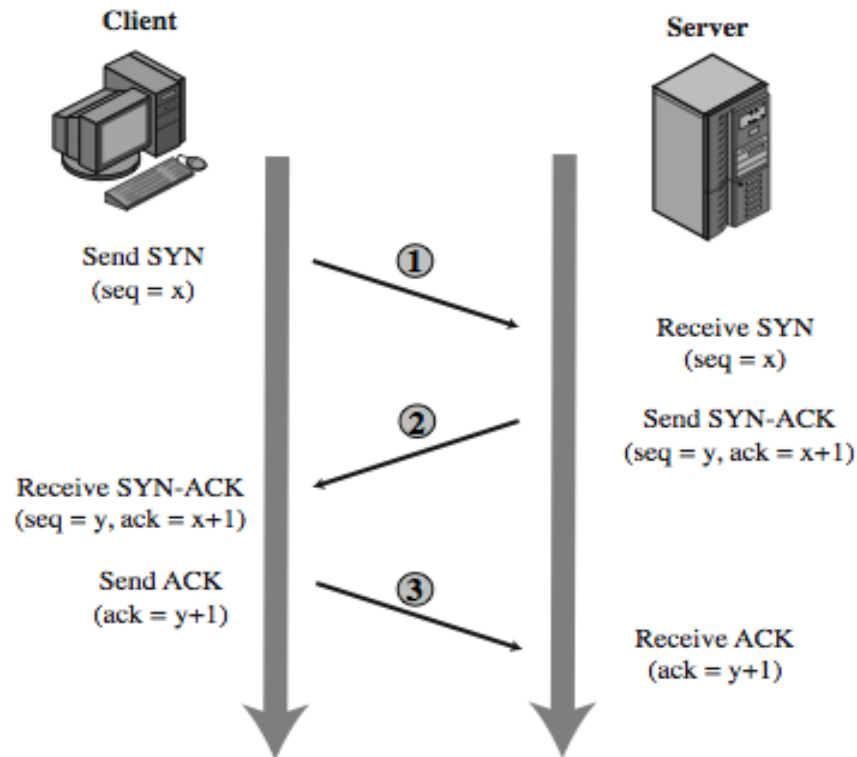 Client
Server
Send SYN
(seq = x)
1
Receive SYN
(seq = x)
2
Send SYN-ACK
(seq = y, ack = x+1)
Receive SYN-ACK
(seq = y, ack = x+1)
Send ACK
(ack = y+1)
3
Receive ACK
(ack = y+1)